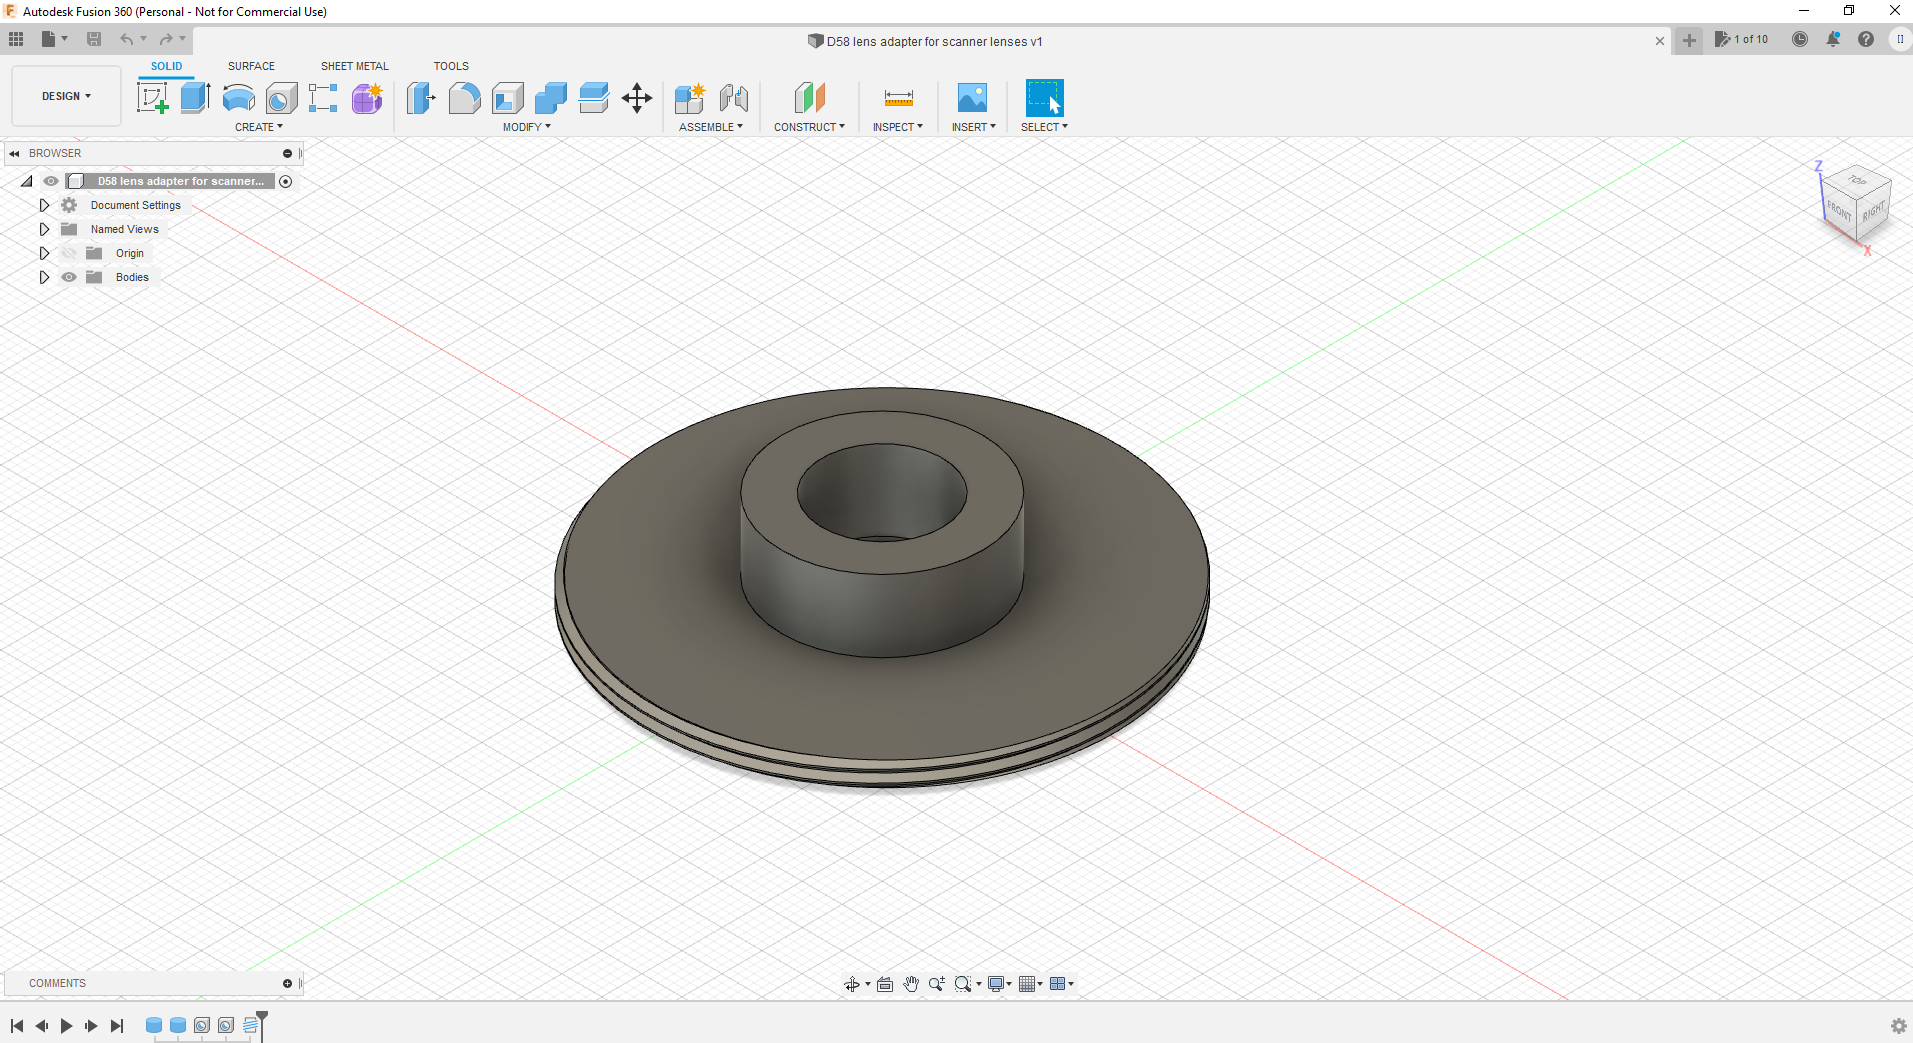 Autodesk Fusion 360 (Personal - Not for Commercial Use)
D58 lens adapter for scanner lenses v1
1 of 10
SOLID
SURFACE
SHEET METAL
TOOLS
DESIGN
CREATE
MODIFY
ASSEMBLE
CONSTRUCT
INSPECT
INSERT
SELECT
BROWSER
D58 lens adapter for scanner...
Document Settings
Named Views
Origin
Bodies
Z
TOP
FRONT
RIGHT
X
COMMENTS